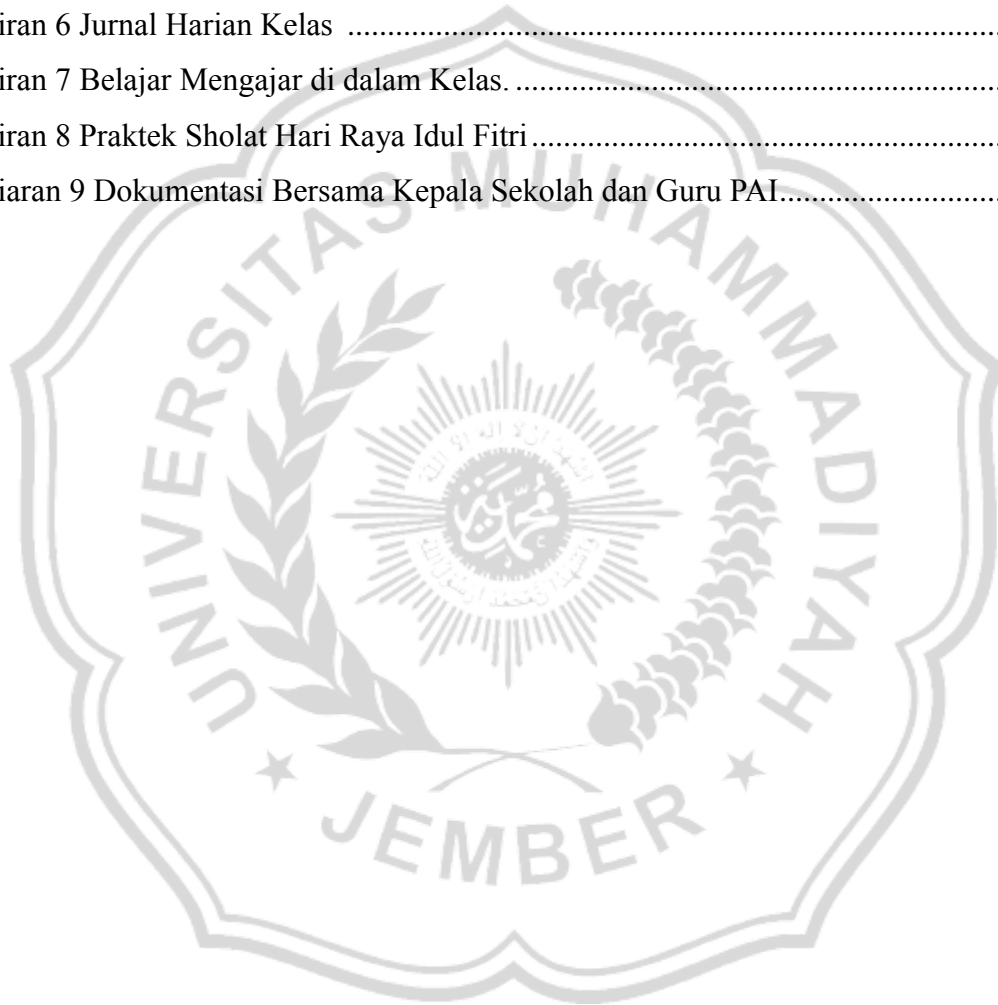 iran 6 Jurnal Harian Kelas ....................................................................................
iran 7 Belajar Mengajar di dalam Kelas. ...............................................................
iran 8 Praktek Sholat Hari Raya Idul Fitri .............................................................
iaran 9 Dokumentasi Bersama Kepala Sekolah dan Guru PAI............................
UNIVERSITAS MUHAMMADIYAH
JEMBER